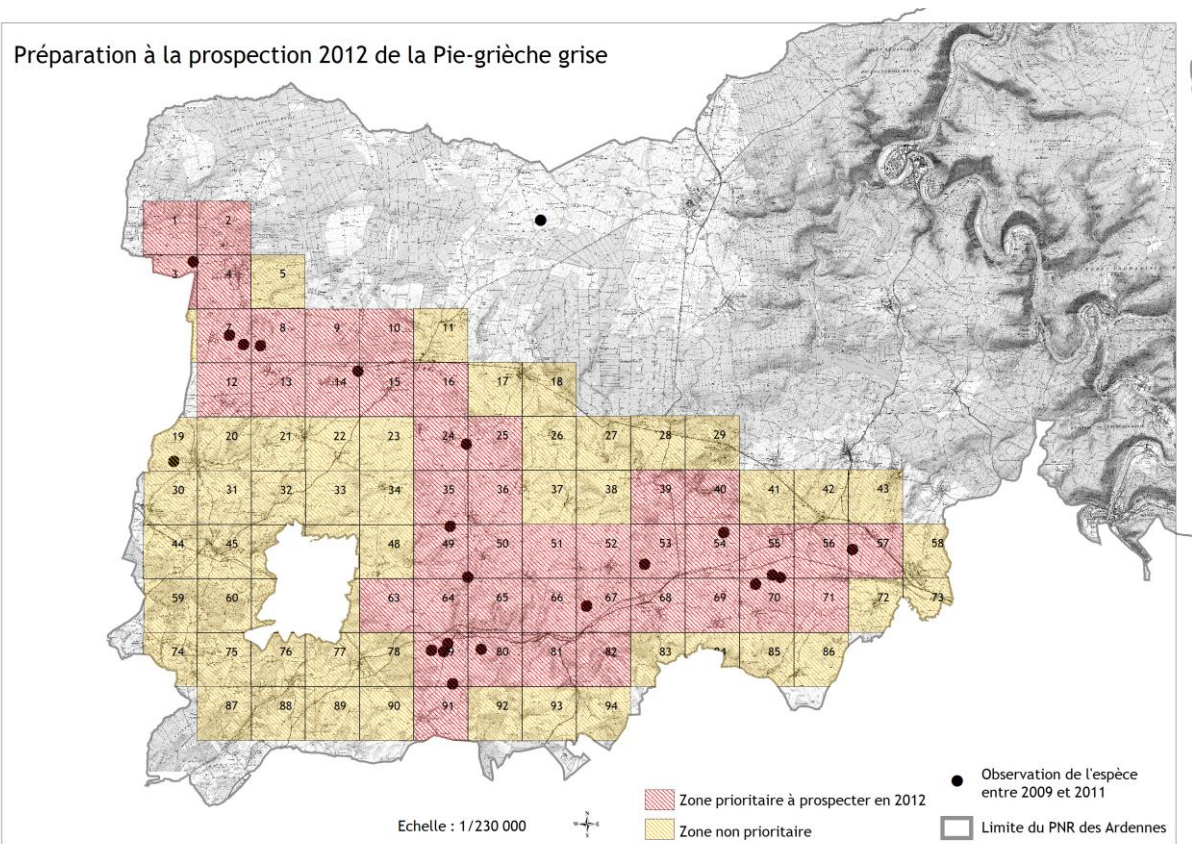 Préparation à la prospection 2012 de la Pie-grièche grise
1 2
3 4 5
7 8 9 10 11
12 13 14 15 16 17 18
19 20 21 22 23 24 25 26 27 28 29
30 31 32 33 34 35 36 37 38 39 40 41 42 43
44 45 48 49 50 51 52 53 54 55 56 57 58
59 60 63 64 65 66 67 68 69 70 71 72 73
74 75 76 77 78 80 81 82 83 84 85 86
87 88 89 90 91 92 93 94
Echelle : 1/230 000
Zone prioritaire à prospecter en 2012
Zone non prioritaire
Observation de l'espèce
entre 2009 et 2011
Limite du PNR des Ardennes